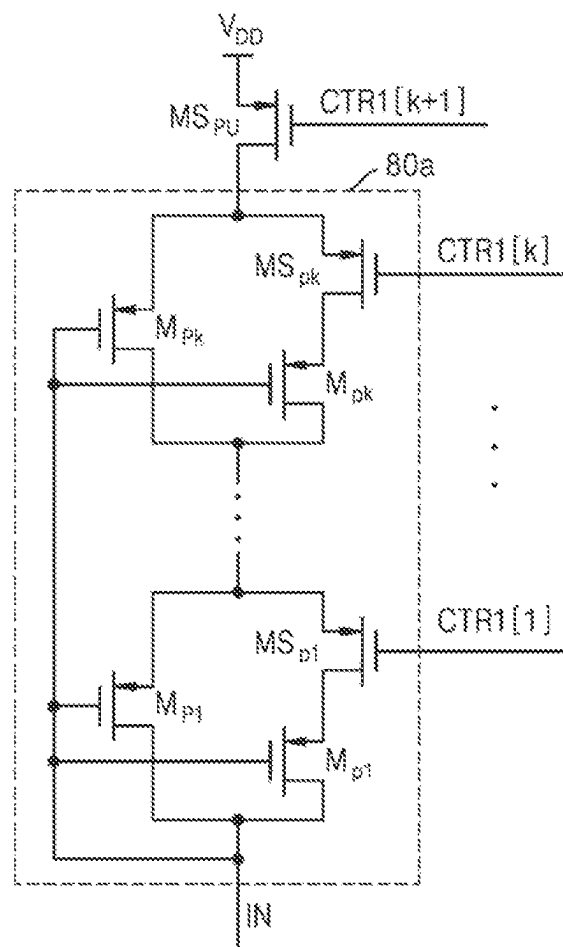 V_DD
MS_PU
CTR1[k+1]
80a
MS_pk
CTR1[k]
M_Pk
M_pk
MS_p1
CTR1[1]
M_P1
M_p1
IN